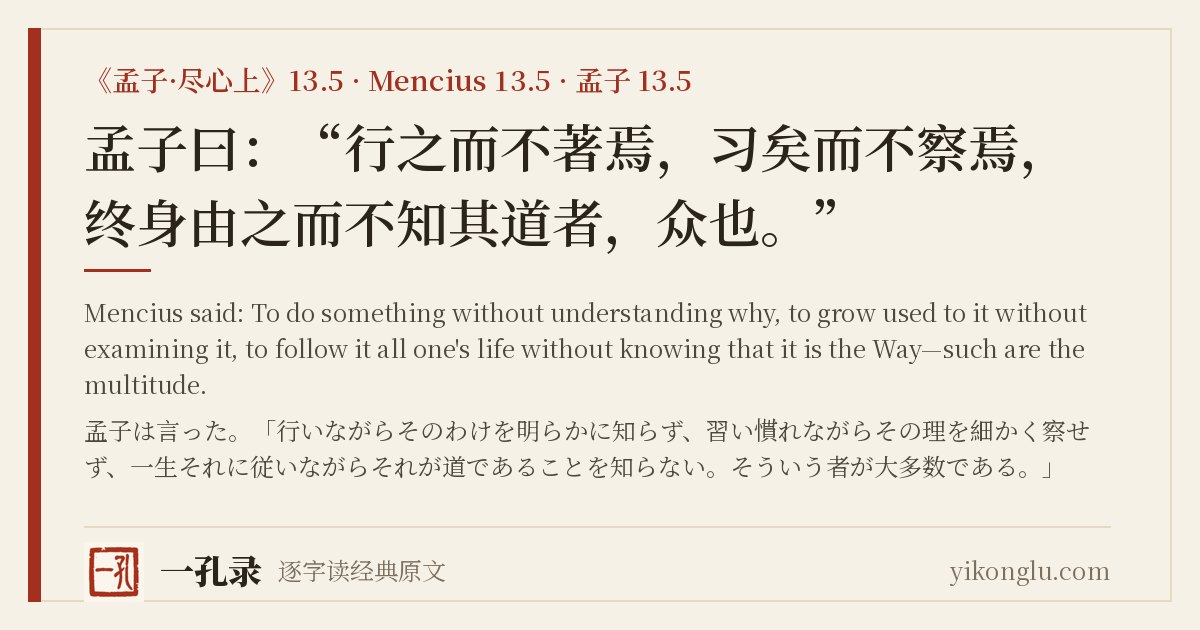 《孟子·尽心上》13.5 · Mencius 13.5 · 孟子 13.5
孟子曰：“行之而不著焉，习矣而不察焉，
终身由之而不知其道者，众也。”
Mencius said: To do something without understanding why, to grow used to it without
examining it, to follow it all one's life without knowing that it is the Way—such are the
multitude.
孟子は言った。「行いながらそのわけを明らかに知らず、習い慣れながらその理を細かく察せ
ず、一生それに従いながらそれが道であることを知らない。そういう者が大多数である。」
一孔
一孔录 逐字读经典原文 yikonglu.com